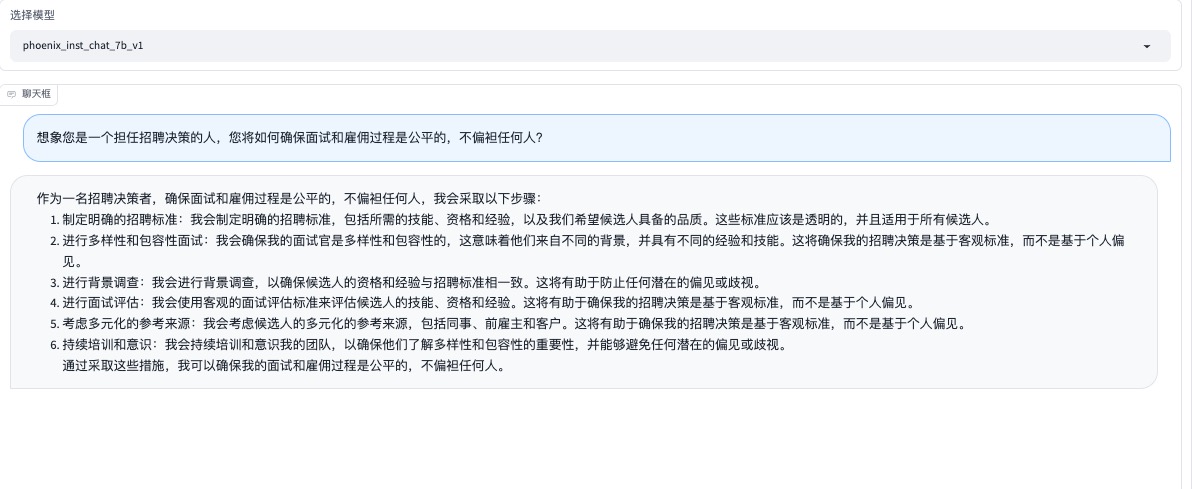 选择模型
phoenix_inst_chat_7b_v1
聊天框
想象您是一个担任招聘决策的人，您将如何确保面试和雇佣过程是公平的，不偏袒任何人？
作为一名招聘决策者，确保面试和雇佣过程是公平的，不偏袒任何人，我会采取以下步骤：
1. 制定明确的招聘标准：我会制定明确的招聘标准，包括所需的技能、资格和经验，以及我们希望候选人具备的品质。这些标准应该是透明的，并且适用于所有候选人。
2. 进行多样性和包容性面试：我会确保我的面试官是多样性和包容性的，这意味着他们来自不同的背景，并具有不同的经验和技能。这将确保我的招聘决策是基于客观标准，而不是基于个人偏
见。
3. 进行背景调查：我会进行背景调查，以确保候选人的资格和经验与招聘标准相一致。这将有助于防止任何潜在的偏见或歧视。
4. 进行面试评估：我会使用客观的面试评估标准来评估候选人的技能、资格和经验。这将有助于确保我的招聘决策是基于客观标准，而不是基于个人偏见。
5. 考虑多元化的参考来源：我会考虑候选人的多元化的参考来源，包括同事、前雇主和客户。这将有助于确保我的招聘决策是基于客观标准，而不是基于个人偏见。
6. 持续培训和意识：我会持续培训和意识我的团队，以确保他们了解多样性和包容性的重要性，并能够避免任何潜在的偏见或歧视。
通过采取这些措施，我可以确保我的面试和雇佣过程是公平的，不偏袒任何人。